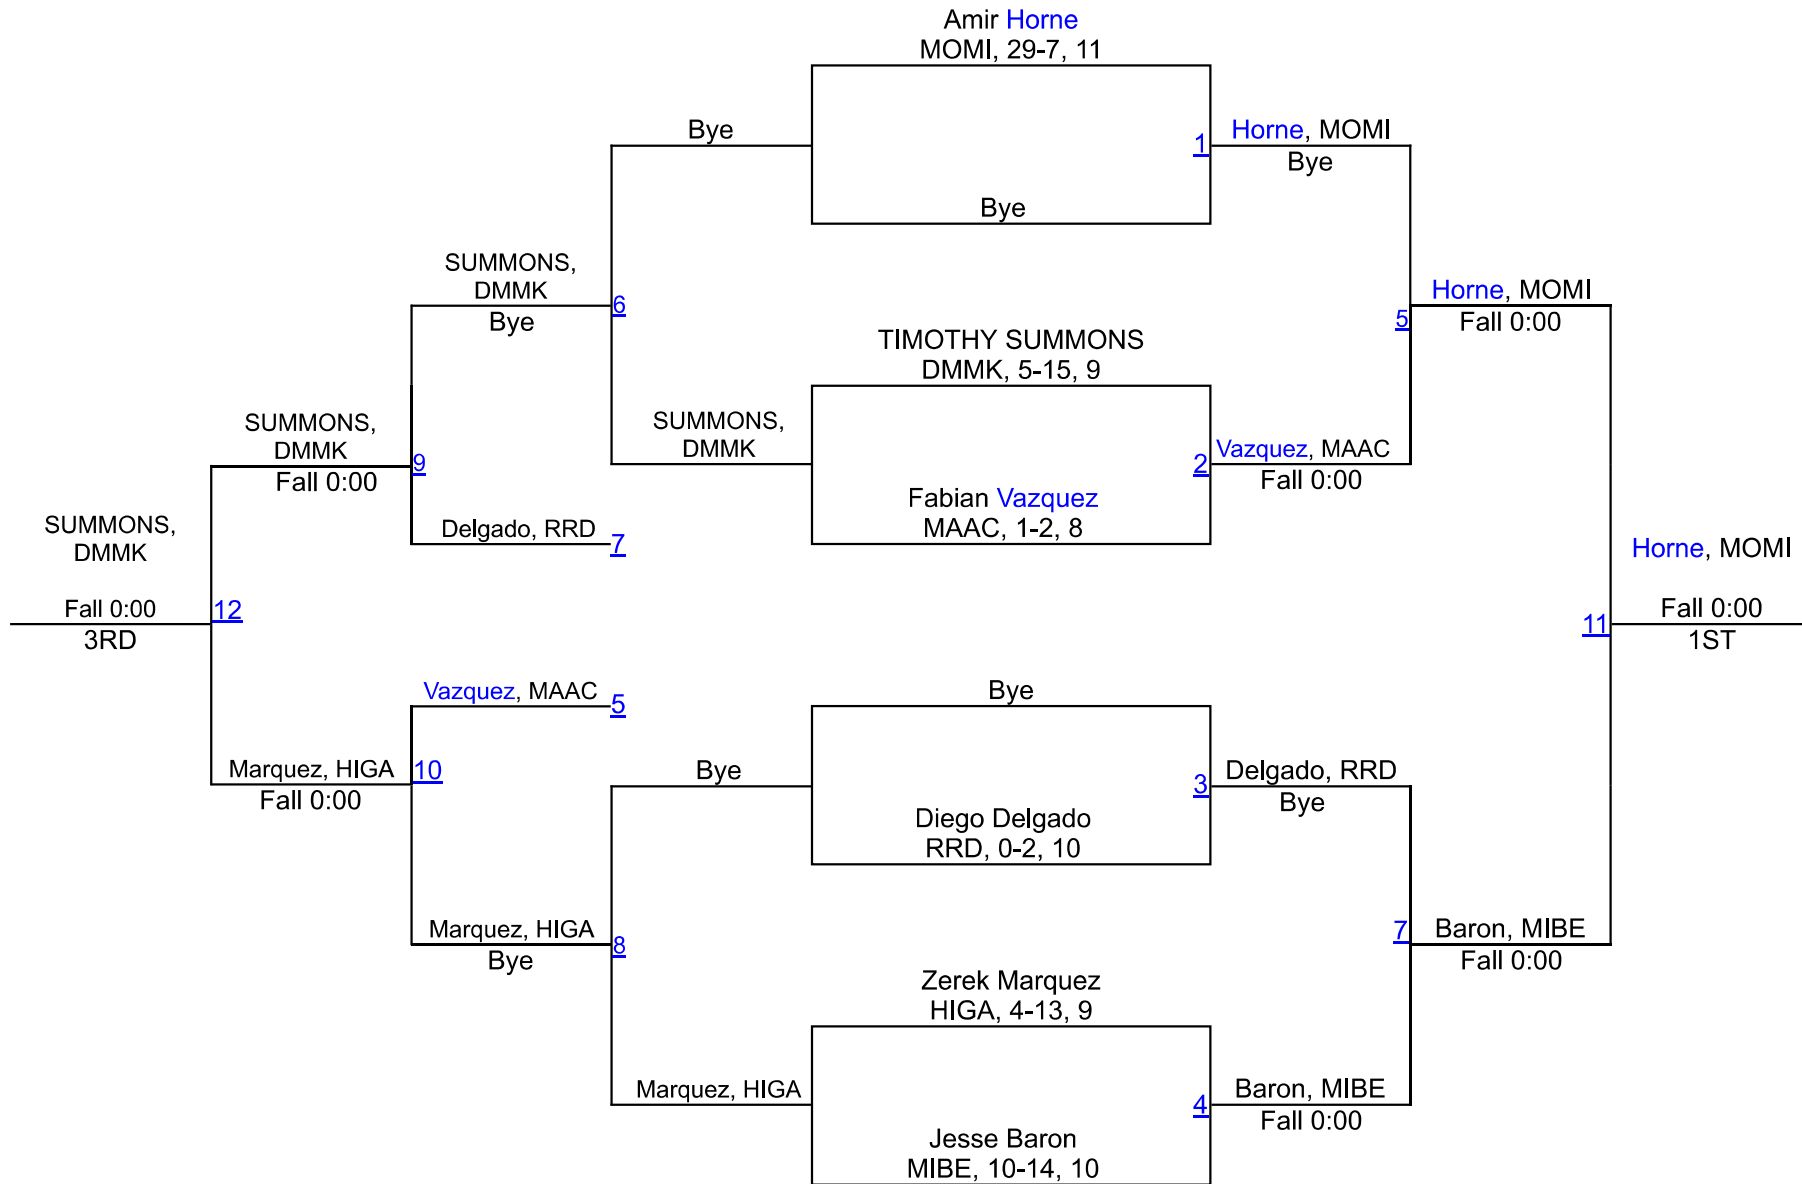 Amir Horne
MOMI, 29-7, 11
Bye
1
Horne, MOMI
Bye
Bye
SUMMONS,
DMMK
Bye
6
Horne, MOMI
Fall 0:00
5
TIMOTHY SUMMONS
DMMK, 5-15, 9
SUMMONS,
DMMK
Fall 0:00
9
SUMMONS,
DMMK
2
Vazquez, MAAC
Fall 0:00
Fabian Vazquez
MAAC, 1-2, 8
Delgado, RRD
7
SUMMONS,
DMMK
Fall 0:00
3RD
12
Horne, MOMI
Fall 0:00
1ST
11
Vazquez, MAAC
5
Bye
Marquez, HIGA
Fall 0:00
10
Bye
3
Delgado, RRD
Bye
Diego Delgado
RRD, 0-2, 10
Marquez, HIGA
Bye
8
7
Baron, MIBE
Fall 0:00
Zerek Marquez
HIGA, 4-13, 9
Marquez, HIGA
4
Baron, MIBE
Fall 0:00
Jesse Baron
MIBE, 10-14, 10